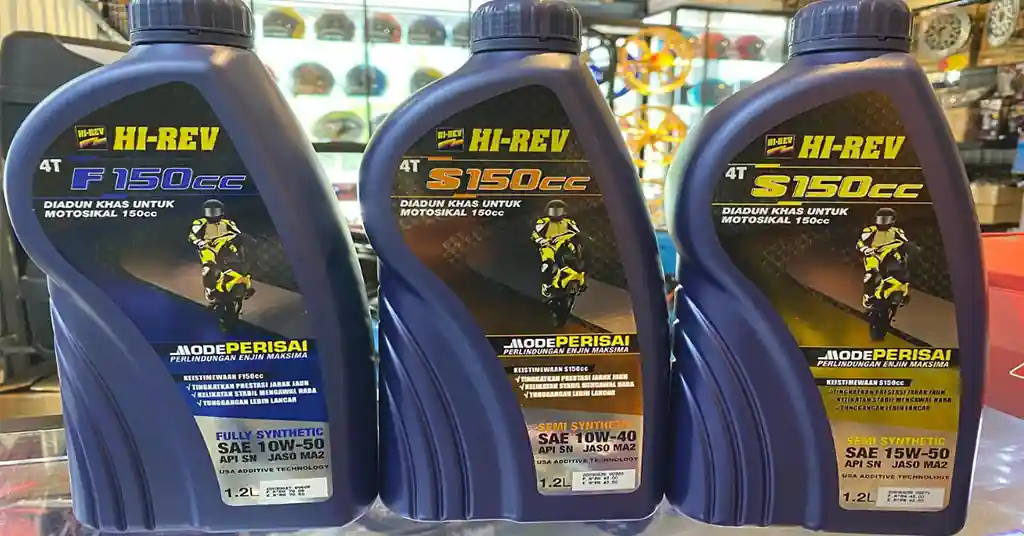 HI-REV
HI-REV
4T
F150cc
DIADUN KHAS UNTUK
MOTOSIKAL 150cc
MODEPERISAI
PERLINDUNGAN ENJIN MAKSIMA
KEISTIMEWAAN F150cc
TINGKATKAN PRESTASI JARAK JAUH
KELIKATAN STABIL MENGAWAL HABA
TUNGGANGAN LEBIH LANCAR
FULLY SYNTHETIC
SAE 10W-50
API SN JASO MA2
USA ADDITIVE TECHNOLOGY
1.2L
HI-REV
HI-REV
4T
S150cc
DIADUN KHAS UNTUK
MOTOSIKAL 150cc
MODEPERISAI
PERLINDUNGAN ENJIN MAKSIMA
KEISTIMEWAAN S150cc
TINGKATKAN PRESTASI JARAK JAUH
KELIKATAN STABIL MENGAWAL HABA
TUNGGANGAN LEBIH LANCAR
SEMI SYNTHETIC
SAE 10W-40
API SN JASO MA2
USA ADDITIVE TECHNOLOGY
1.2L
HI-REV
HI-REV
4T
S150cc
DIADUN KHAS UNTUK
MOTOSIKAL 150cc
MODEPERISAI
PERLINDUNGAN ENJIN MAKSIMA
KEISTIMEWAAN S150cc
TINGKATKAN PRESTASI JARAK JAUH
KELIKATAN STABIL MENGAWAL HABA
TUNGGANGAN LEBIH LANCAR
SEMI SYNTHETIC
SAE 15W-50
API SN JASO MA2
USA ADDITIVE TECHNOLOGY
1.2L